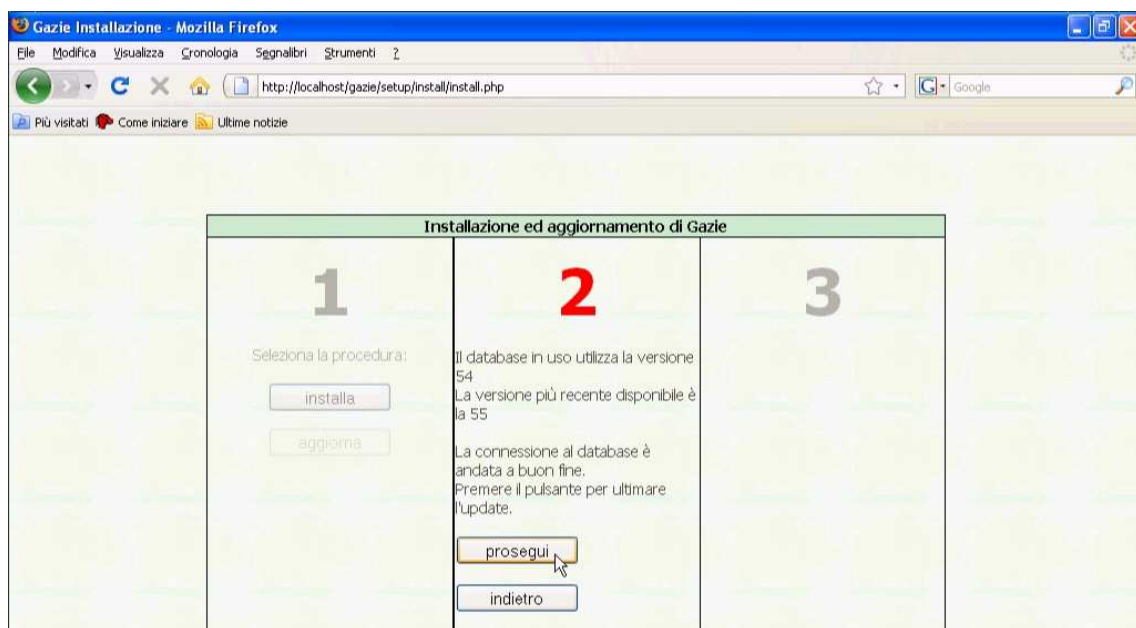 Gazie Installazione - Mozilla Firefox
File Modifica Visualizza Cronologia Segnalibri Strumenti ?
http://localhost/gazie/setup/install/install.php
G Google
Più visitati Come iniziare Ultime notizie
Installazione ed aggiornamento di Gazie
1
Seleziona la procedura:
installa
aggiorna
2
Il database in uso utilizza la versione
54
La versione più recente disponibile è
la 55
La connessione al database è
andata a buon fine.
Premere il pulsante per ultimare
l'update.
prosegui
indietro
3